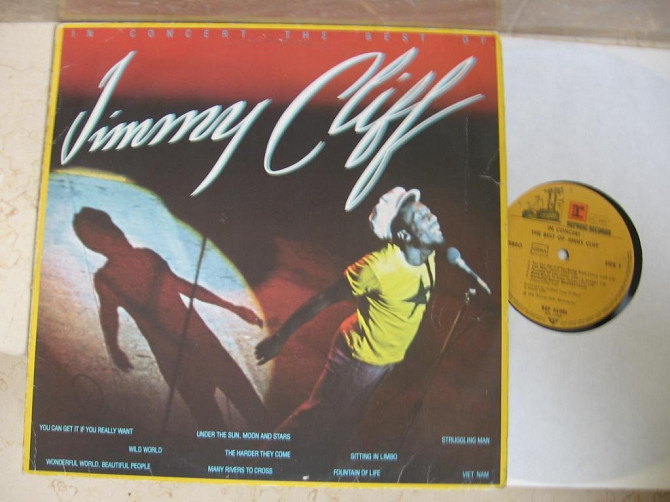 IN CONCERT THE BEST OF
Jimmy Cliff
YOU CAN GET IT IF YOU REALLY WANT
UNDER THE SUN, MOON AND STARS
STRUGGLING MAN
WILD WORLD
THE HARDER THEY COME
SITTING IN LIMBO
WONDERFUL WORLD, BEAUTIFUL PEOPLE
MANY RIVERS TO CROSS
FOUNTAIN OF LIFE
VIET NAM
REPRISE RECORDS
IN CONCERT
THE BEST OF JIMMY CLIFF